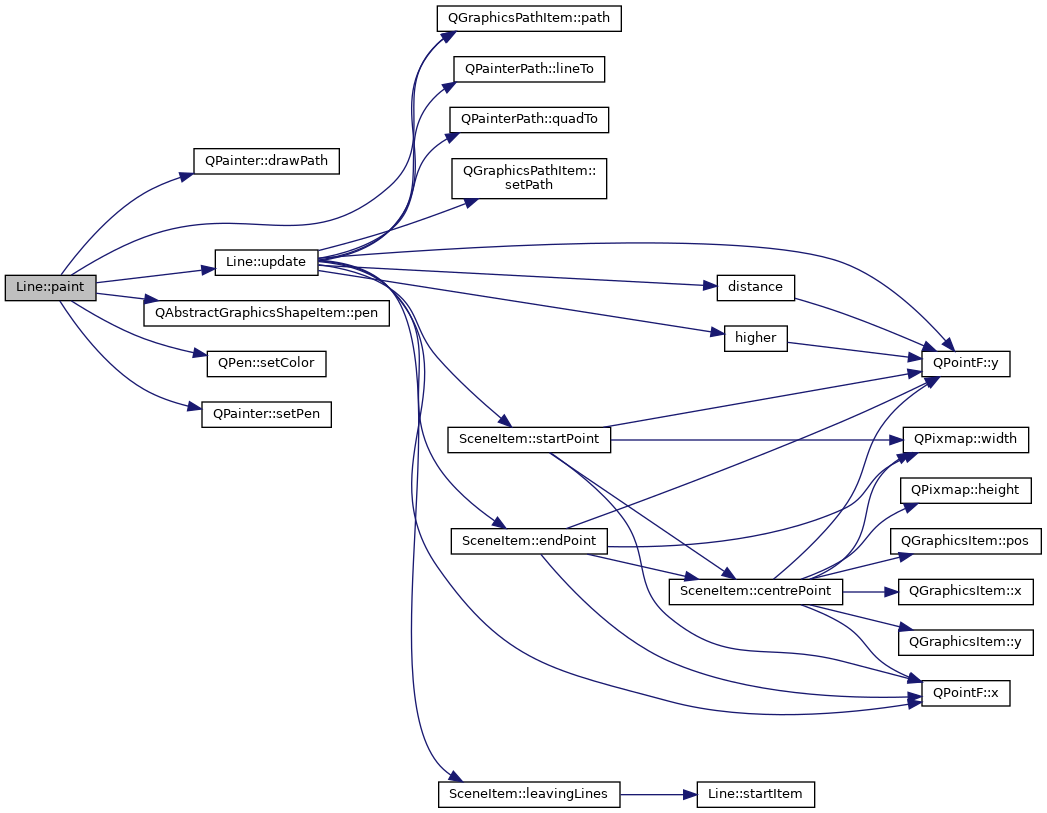 QGraphicsPathItem::path
QPainterPath::lineTo
QPainterPath::quadTo
QPainter::drawPath
QGraphicsPathItem::
setPath
Line::update
Line::paint
distance
QAbstractGraphicsShapeItem::pen
higher
QPen::setColor
QPointF::y
QPainter::setPen
SceneItem::startPoint
QPixmap::width
QPixmap::height
SceneItem::endPoint
QGraphicsItem::pos
SceneItem::centrePoint
QGraphicsItem::x
QGraphicsItem::y
QPointF::x
SceneItem::leavingLines
Line::startItem